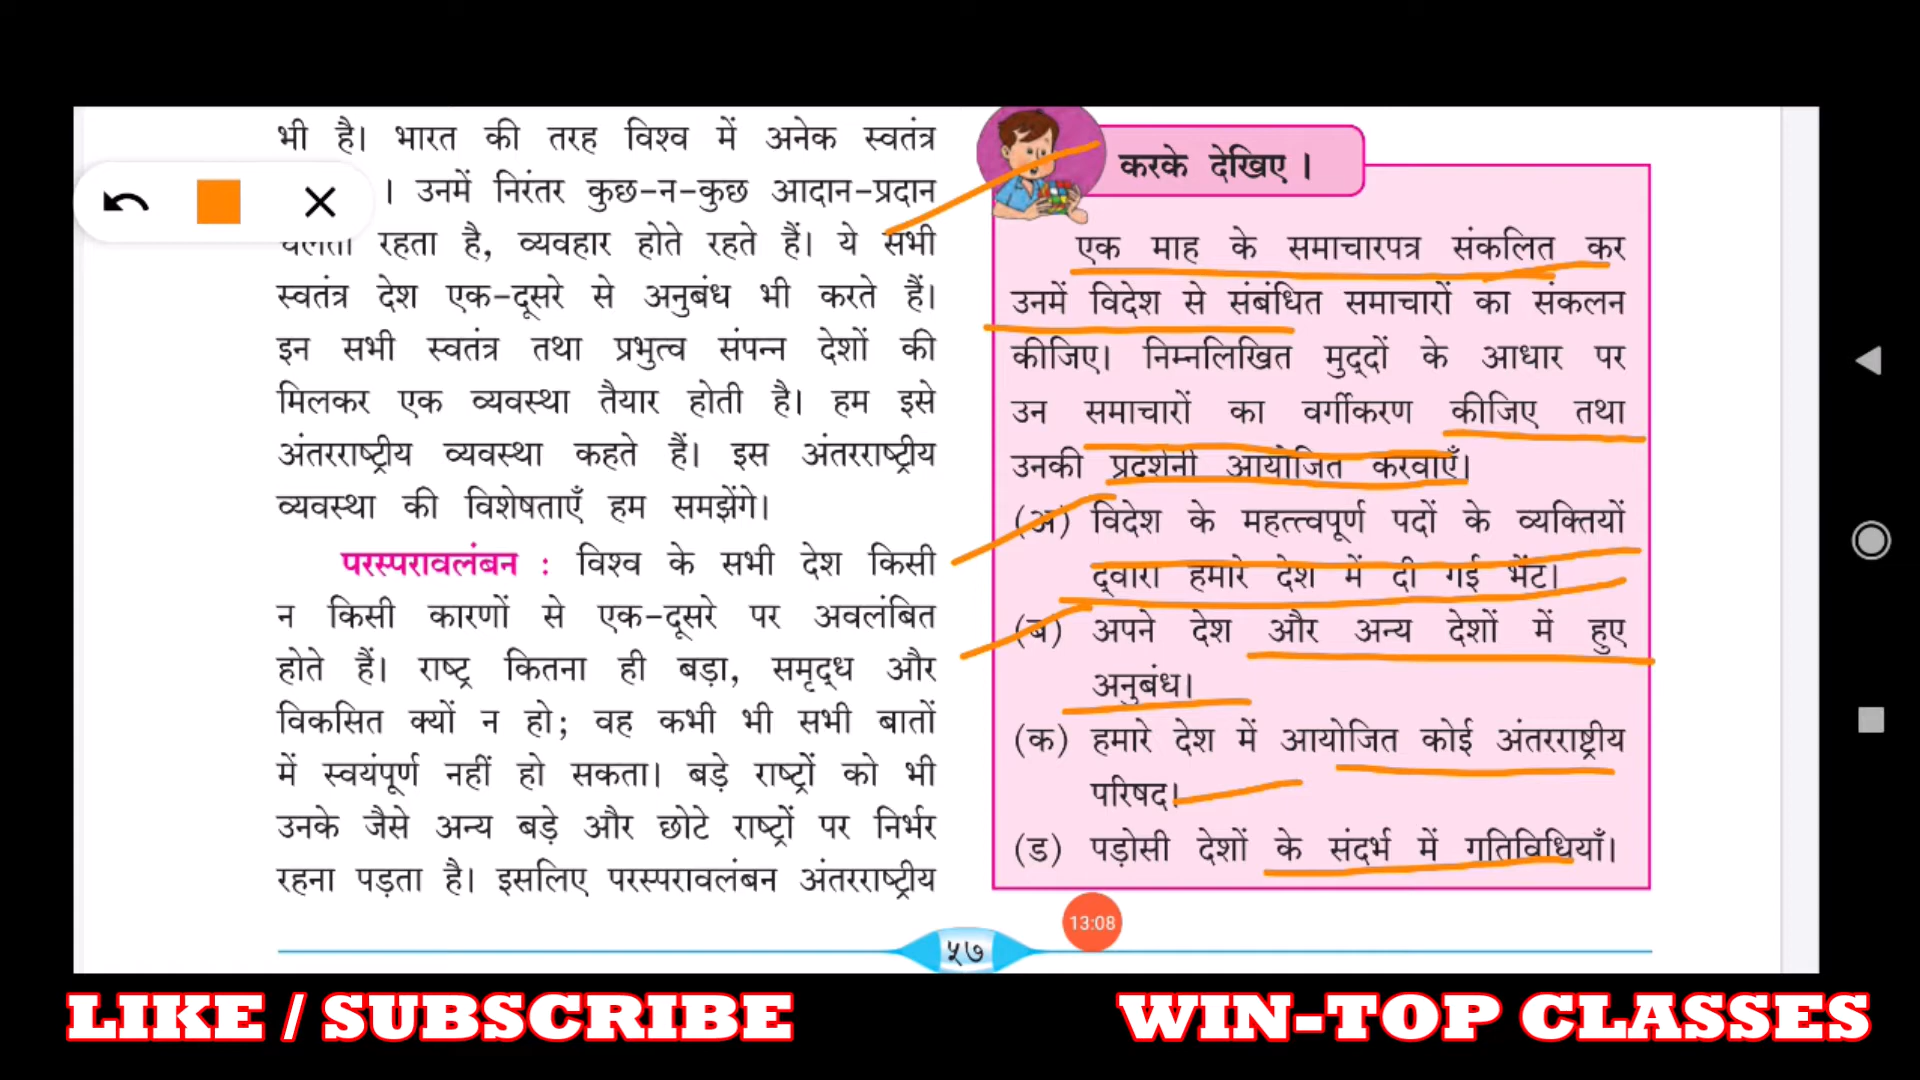 भी है। भारत की तरह विश्व में अनेक स्वतंत्र
। उनमें निरंतर कुछ-न-कुछ आदान-प्रदान
चलता रहता है, व्यवहार होते रहते हैं। ये सभी
स्वतंत्र देश एक-दूसरे से अनुबंध भी करते हैं।
इन सभी स्वतंत्र तथा प्रभुत्व संपन्न देशों की
मिलकर एक व्यवस्था तैयार होती है। हम इसे
अंतरराष्ट्रीय व्यवस्था कहते हैं। इस अंतरराष्ट्रीय
व्यवस्था की विशेषताएँ हम समझेंगे।
परस्परावलंबन : विश्व के सभी देश किसी
न किसी कारणों से एक-दूसरे पर अवलंबित
होते हैं। राष्ट्र कितना ही बड़ा, समृद्ध और
विकसित क्यों न हो; वह कभी भी सभी बातों
में स्वयंपूर्ण नहीं हो सकता। बड़े राष्ट्रों को भी
उनके जैसे अन्य बड़े और छोटे राष्ट्रों पर निर्भर
रहना पड़ता है। इसलिए परस्परावलंबन अंतरराष्ट्रीय
करके देखिए।
एक माह के समाचारपत्र संकलित कर
उनमें विदेश से संबंधित समाचारों का संकलन
कीजिए। निम्नलिखित मुद्दों के आधार पर
उन समाचारों का वर्गीकरण कीजिए तथा
उनकी प्रदर्शनी आयोजित करवाएँ।
(अ) विदेश के महत्त्वपूर्ण पदों के व्यक्तियों
द्वारा हमारे देश में दी गई भेंट।
(ब) अपने देश और अन्य देशों में हुए
अनुबंध।
(क) हमारे देश में आयोजित कोई अंतरराष्ट्रीय
परिषद।
(ड) पड़ोसी देशों के संदर्भ में गतिविधियाँ।
13:08
५७
LIKE / SUBSCRIBE
WIN-TOP CLASSES